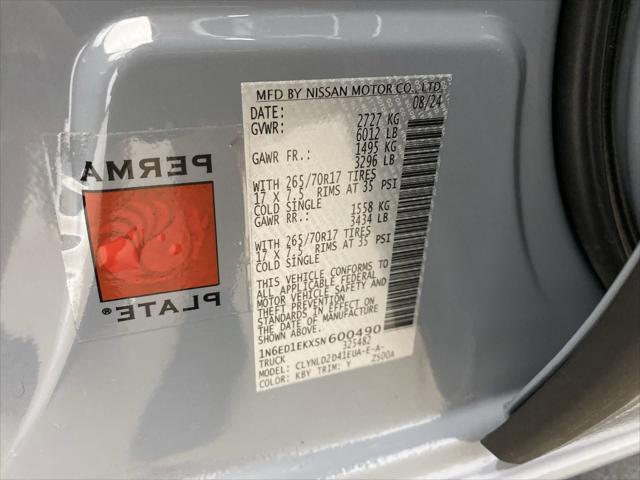 MFD BY NISSAN MOTOR CO., LTD.
DATE: 08/24
GVWR: 2727 KG
6012 LB
GAWR FR.: 1495 KG
3296 LB
WITH 265/70R17 TIRES
17 X 7.5 RIMS AT 35 PSI
COLD SINGLE
GAWR RR.: 1558 KG
3434 LB
WITH 265/70R17 TIRES
17 X 7.5 RIMS AT 35 PSI
COLD SINGLE
THIS VEHICLE CONFORMS TO
ALL APPLICABLE FEDERAL
MOTOR VEHICLE SAFETY AND
THEFT PREVENTION
STANDARDS IN EFFECT ON
THE DATE OF MANUFACTURE
SHOWN ABOVE
1N6ED1EKXSN600490
TRUCK 325482
MODEL: CLYNLD2D41EUA-E-A-
COLOR: KBY TRIM: Y 2500A
PERMA
PLATE®